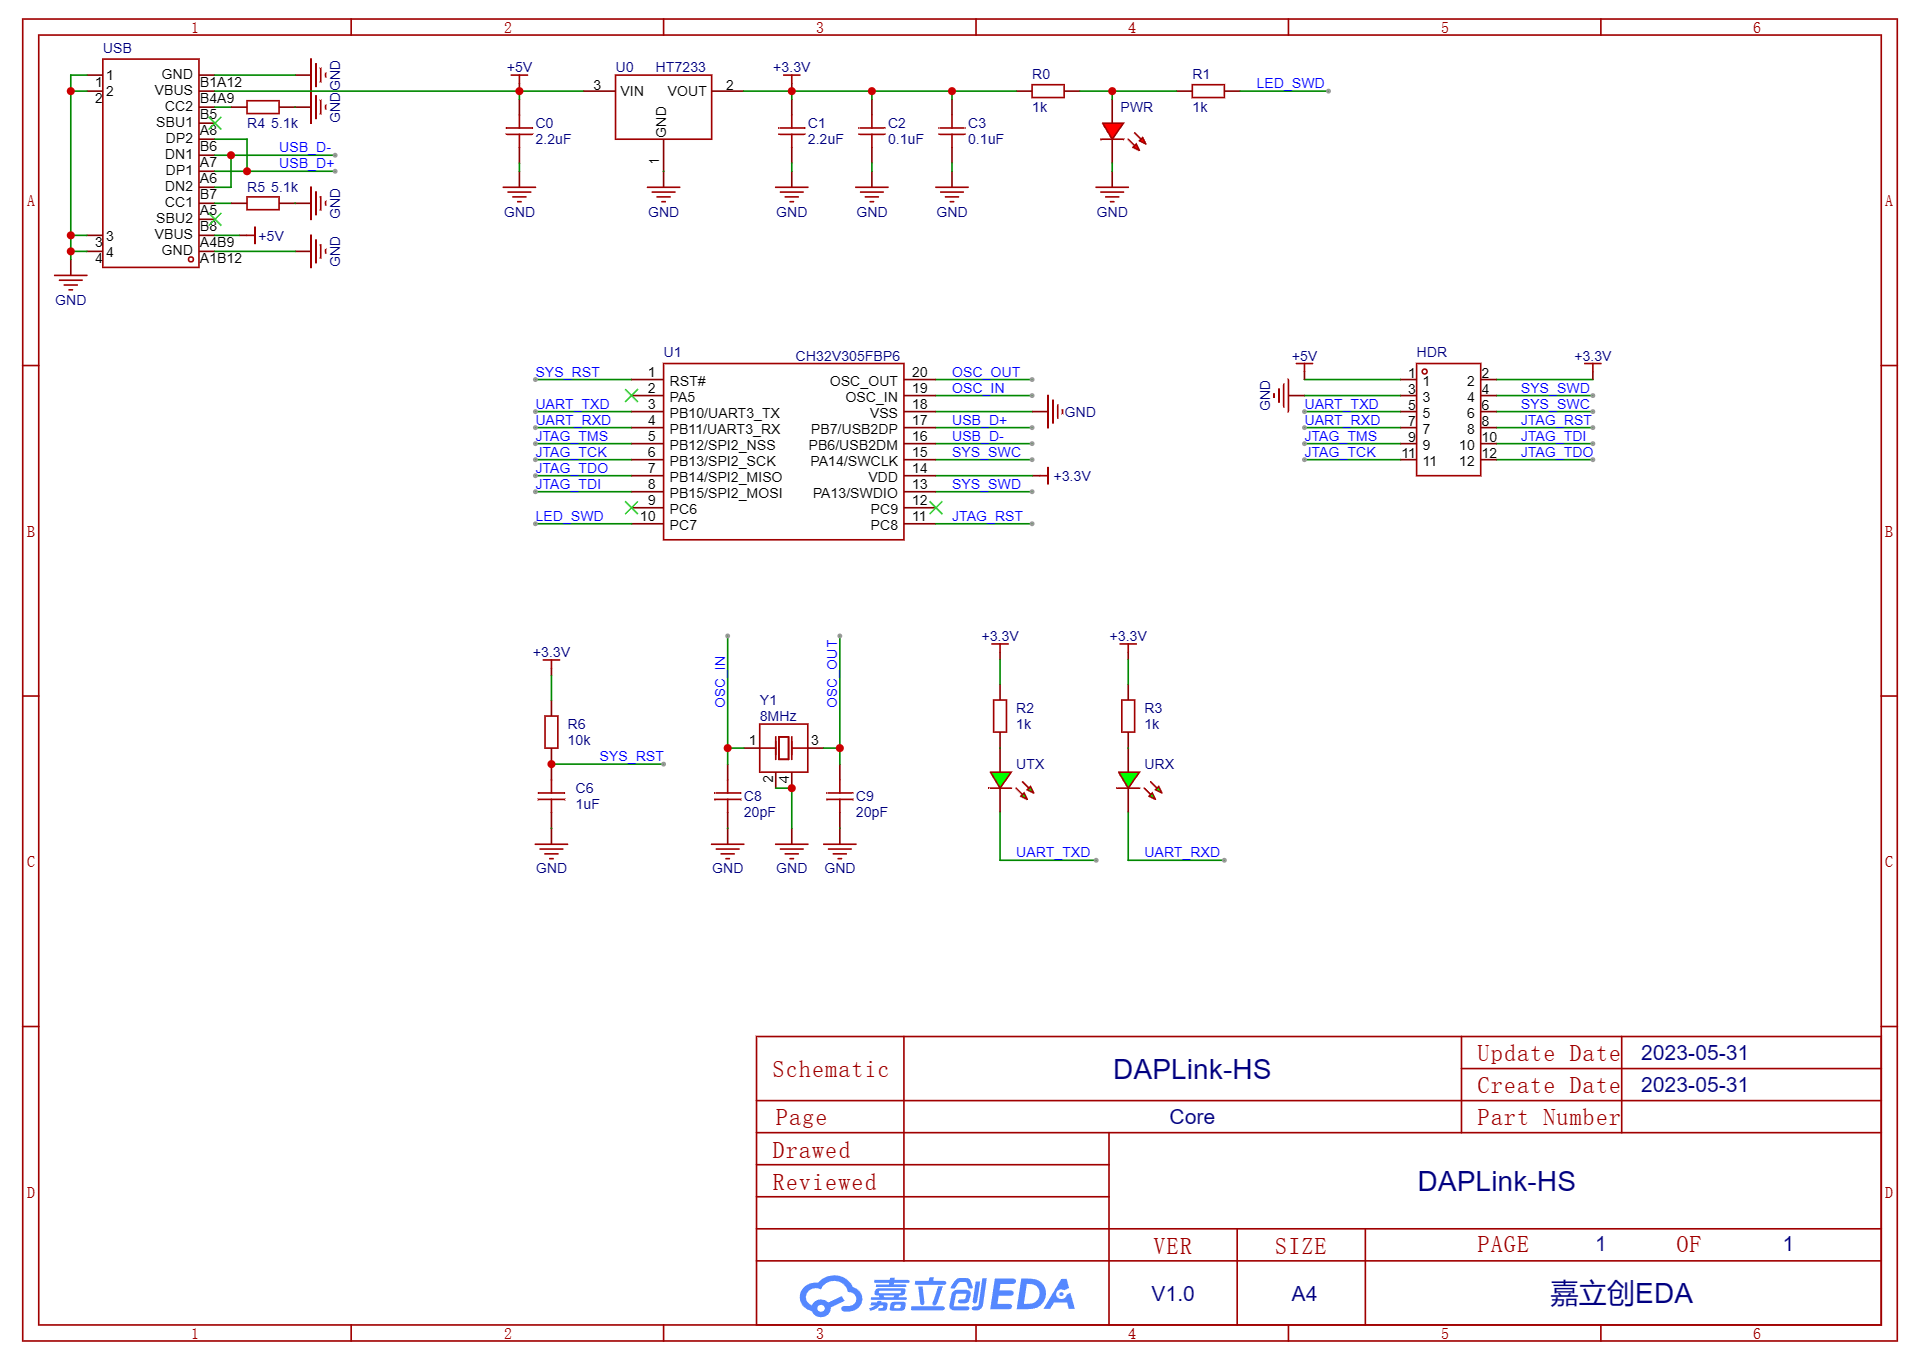 1 2 3 4 5 6
USB
1
1
2
2
3
3
4
4
GND
VBUS
CC2
SBU1
DP2
DN1
DP1
DN2
CC1
SBU2
VBUS
GND
B1A12
B4A9
B5
A8
B6
A7
A6
B7
A5
B8
A4B9
A1B12
GND
GND
R4 5.1k
USB_D-
USB_D+
R5 5.1k
GND
+5V
GND
GND
+5V
C0
2.2uF
GND
U0 HT7233
3 VIN VOUT 2
GND
1
GND
+3.3V
C1
2.2uF
GND
C2
0.1uF
GND
C3
0.1uF
GND
R0
1k
PWR
GND
R1
1k
LED_SWD
A A
U1 CH32V305FBP6
SYS_RST 1 RST# OSC_OUT 20 OSC_OUT
2 PA5 OSC_IN 19 OSC_IN
UART_TXD 3 PB10/UART3_TX VSS 18 GND
UART_RXD 4 PB11/UART3_RX PB7/USB2DP 17 USB_D+
JTAG_TMS 5 PB12/SPI2_NSS PB6/USB2DM 16 USB_D-
JTAG_TCK 6 PB13/SPI2_SCK PA14/SWCLK 15 SYS_SWC
JTAG_TDO 7 PB14/SPI2_MISO VDD 14 +3.3V
JTAG_TDI 8 PB15/SPI2_MOSI PA13/SWDIO 13 SYS_SWD
9 PC6 PC9 12
LED_SWD 10 PC7 PC8 11 JTAG_RST
HDR
+5V 1 1 2 2 +3.3V
GND 3 3 4 4 SYS_SWD
UART_TXD 5 5 6 6 SYS_SWC
UART_RXD 7 7 8 8 JTAG_RST
JTAG_TMS 9 9 10 10 JTAG_TDI
JTAG_TCK 11 11 12 12 JTAG_TDO
B B
+3.3V
R6
10k
SYS_RST
C6
1uF
GND
OSC_IN
OSC_OUT
Y1
8MHz
1 3
2 4
C8
20pF
C9
20pF
GND GND GND
+3.3V
R2
1k
UTX
UART_TXD
+3.3V
R3
1k
URX
UART_RXD
C C
Schematic DAPLink-HS Update Date 2023-05-31
Create Date 2023-05-31
Page Core Part Number
Drawed
Reviewed
DAPLink-HS
VER SIZE PAGE 1 OF 1
嘉立创EDA V1.0 A4 嘉立创EDA
D D
1 2 3 4 5 6